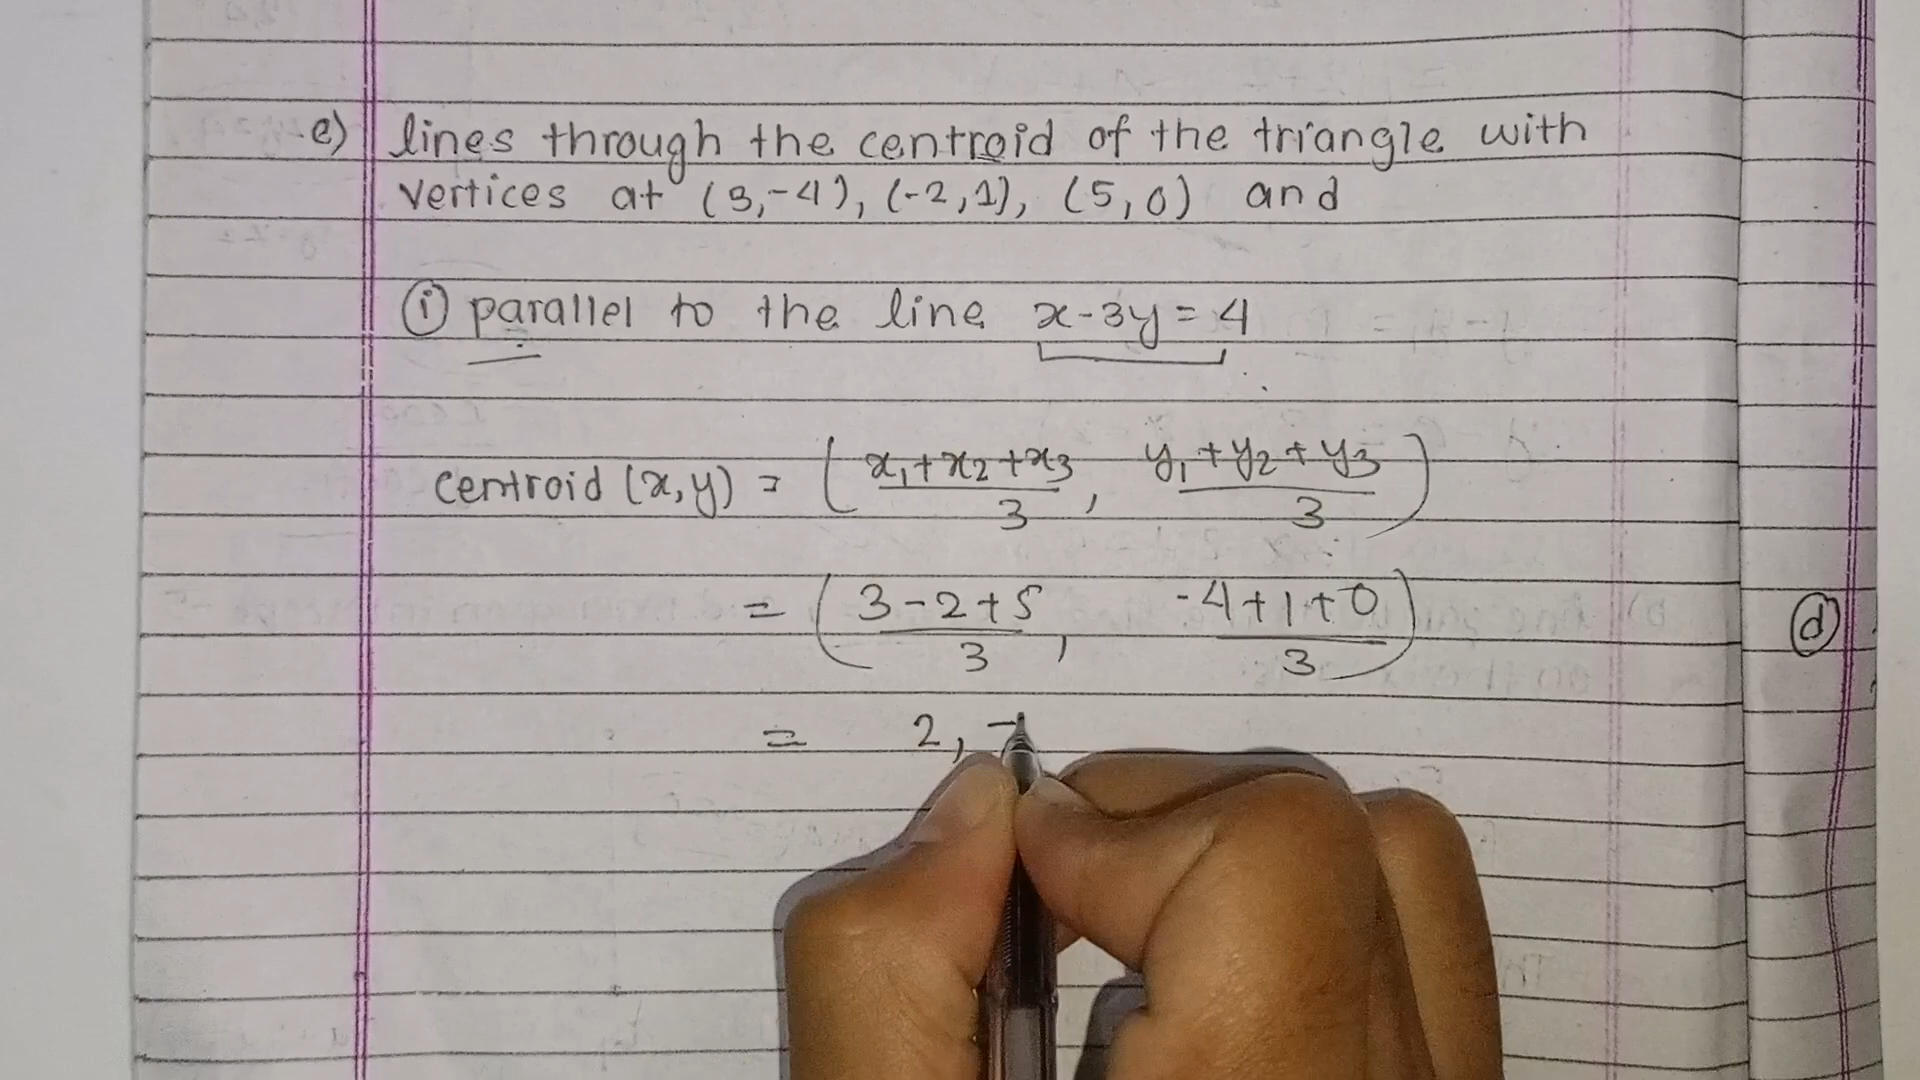 e) lines through the centroid of the triangle with
vertices at (3,-4), (-2,1), (5,0) and
(i) parallel to the line x-3y=4
centroid (x,y) = ( x₁+x₂+x₃ / 3 , y₁+y₂+y₃ / 3 )
= ( 3-2+5 / 3 , -4+1+0 / 3 )
(d)
= 2, -